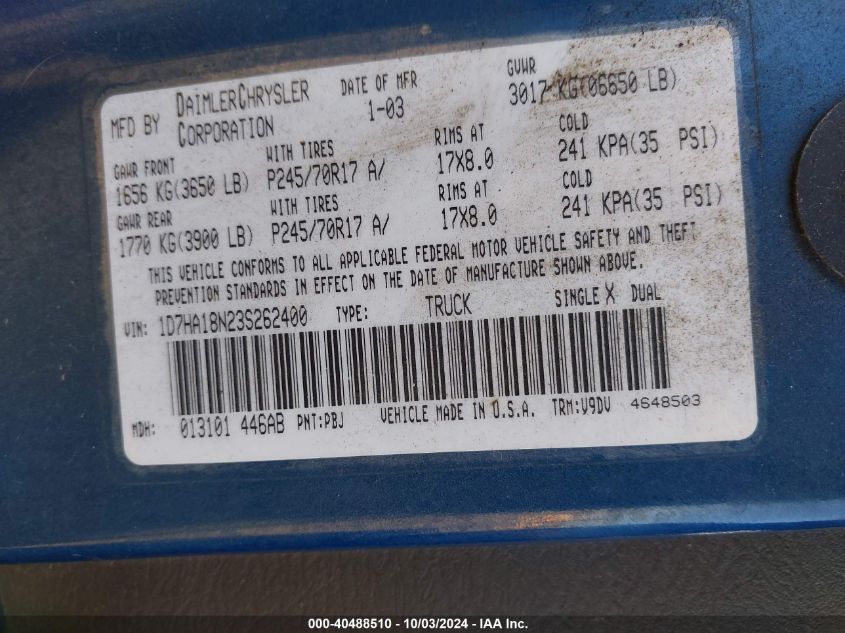 MFD BY DAIMLERCHRYSLER CORPORATION DATE OF MFR 1-03 GVWR 3017 KG(06650 LB)
GAWR FRONT WITH TIRES RIMS AT COLD
1656 KG(3650 LB) P245/70R17 A/ 17X8.0 241 KPA(35 PSI)
GAWR REAR WITH TIRES RIMS AT COLD
1770 KG(3900 LB) P245/70R17 A/ 17X8.0 241 KPA(35 PSI)
THIS VEHICLE CONFORMS TO ALL APPLICABLE FEDERAL MOTOR VEHICLE SAFETY AND THEFT
PREVENTION STANDARDS IN EFFECT ON THE DATE OF MANUFACTURE SHOWN ABOVE.
VIN: 1D7HA18N23S262400 TYPE: TRUCK SINGLE X DUAL
MDH: 013101 446AB PNT:PBJ VEHICLE MADE IN U.S.A. TRM:V9DV 4648503
000-40488510 - 10/03/2024 - IAA Inc.